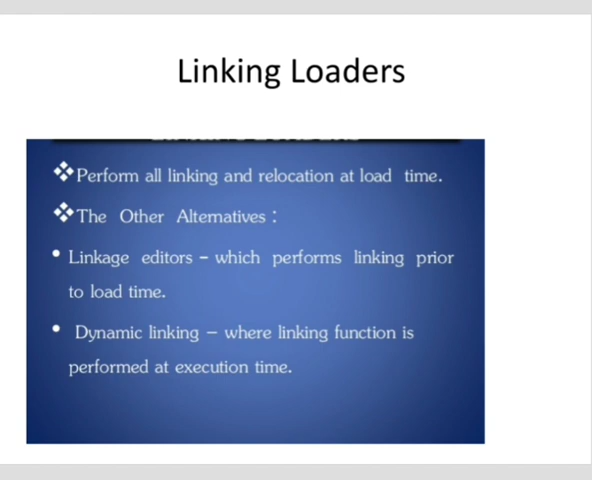 Linking Loaders
❖Perform all linking and relocation at load time.
❖The Other Alternatives :
• Linkage editors – which performs linking prior
to load time.
• Dynamic linking – where linking function is
performed at execution time.